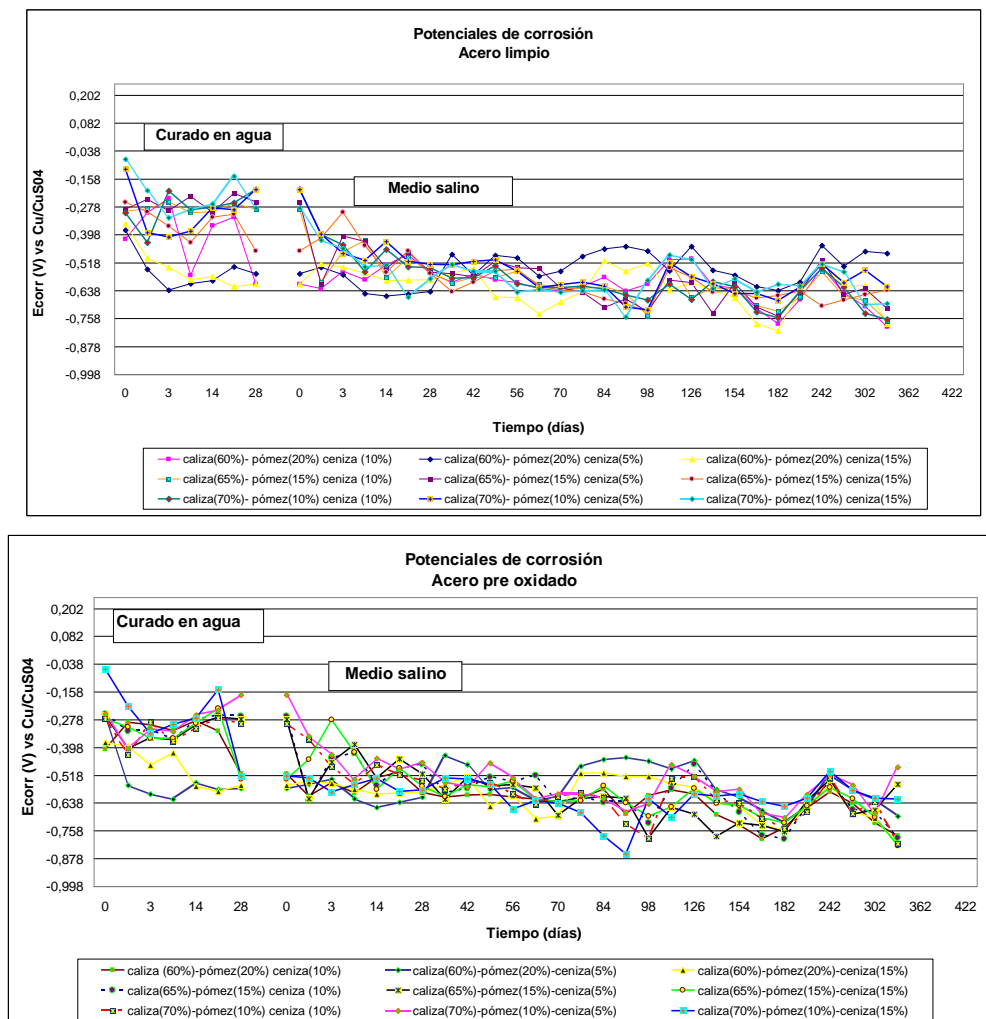 Potenciales de corrosión
Acero limpio
0,202
0,082
-0,038
-0,158
-0,278
-0,398
-0,518
-0,638
-0,758
-0,878
-0,998
Ecorr (V) vs Cu/CuS04
Curado en agua
Medio salino
0 3 14 28 0 3 14 28 42 56 70 84 98 126 154 182 242 302 362 422
Tiempo (días)
caliza(60%)- pómez(20%) ceniza (10%) caliza(60%)- pómez(20%) ceniza(5%) caliza(60%)- pómez(20%) ceniza(15%)
caliza(65%)- pómez(15%) ceniza (10%) caliza(65%)- pómez(15%) ceniza(5%) caliza(65%)- pómez(15%) ceniza(15%)
caliza(70%)- pómez(10%) ceniza (10%) caliza(70%)- pómez(10%) ceniza(5%) caliza(70%)- pómez(10%) ceniza(15%)
Potenciales de corrosión
Acero pre oxidado
0,202
0,082
-0,038
-0,158
-0,278
-0,398
-0,518
-0,638
-0,758
-0,878
-0,998
Ecorr (V) vs Cu/CuS04
Curado en agua
Medio salino
0 3 14 28 0 3 14 28 42 56 70 84 98 126 154 182 242 302 362 422
Tiempo (días)
caliza (60%)-pómez(20%) ceniza(10%) caliza(60%)-pómez(20%)-ceniza(5%) caliza(60%)-pómez(20%)-ceniza(15%)
caliza(65%)-pómez(15%) ceniza (10%) caliza(65%)-pómez(15%)-ceniza(5%) caliza(65%)-pómez(15%)-ceniza(15%)
caliza(70%)-pómez(10%) ceniza (10%) caliza(70%)-pómez(10%)-ceniza(5%) caliza(70%)-pómez(10%)-ceniza(15%)